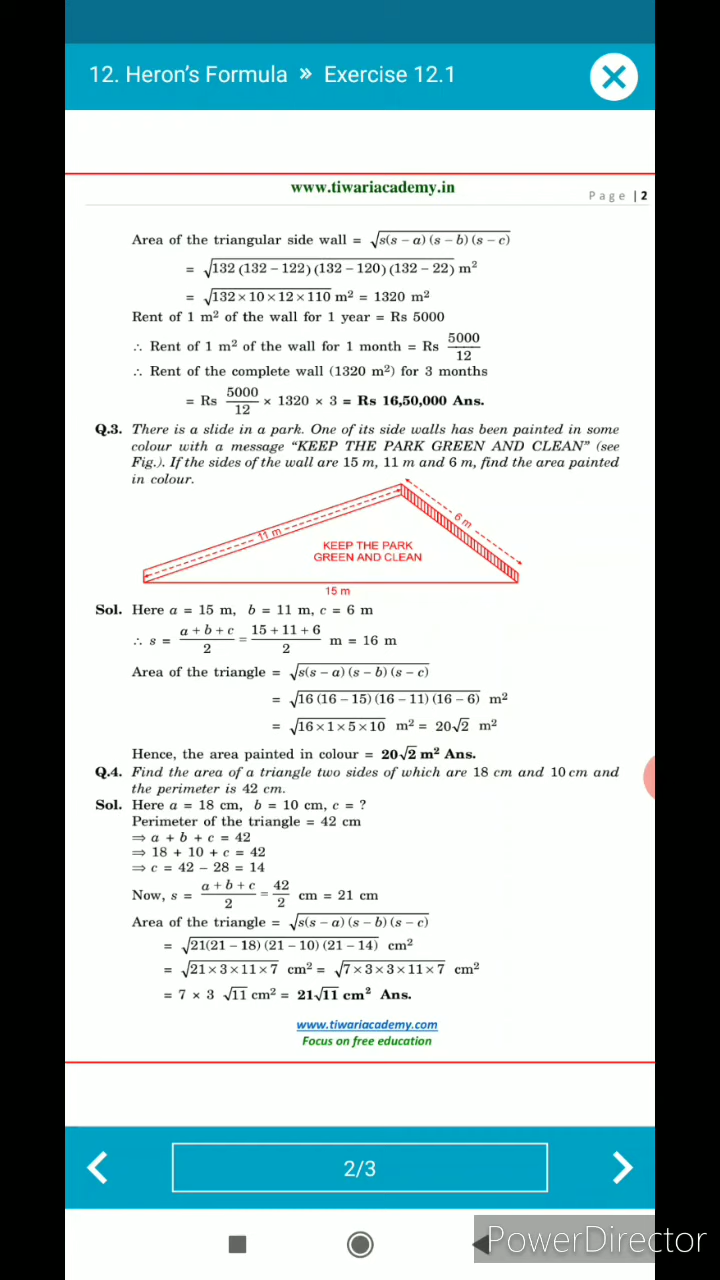 12. Heron's Formula » Exercise 12.1
www.tiwariacademy.in
Page | 2
Area of the triangular side wall = √s(s – a) (s – b) (s – c)
= √132 (132 – 122) (132 – 120) (132 – 22) m²
= √132 × 10 × 12 × 110 m² = 1320 m²
Rent of 1 m² of the wall for 1 year = Rs 5000
∴ Rent of 1 m² of the wall for 1 month = Rs 5000/12
∴ Rent of the complete wall (1320 m²) for 3 months
= Rs 5000/12 × 1320 × 3 = Rs 16,50,000 Ans.
Q.3. There is a slide in a park. One of its side walls has been painted in some
colour with a message "KEEP THE PARK GREEN AND CLEAN" (see
Fig.). If the sides of the wall are 15 m, 11 m and 6 m, find the area painted
in colour.
11 m
6 m
KEEP THE PARK
GREEN AND CLEAN
15 m
Sol. Here a = 15 m, b = 11 m, c = 6 m
∴ s = a + b + c/2 = 15 + 11 + 6/2 m = 16 m
Area of the triangle = √s(s – a) (s – b) (s – c)
= √16 (16 – 15) (16 – 11) (16 – 6) m²
= √16 × 1 × 5 × 10 m² = 20√2 m²
Hence, the area painted in colour = 20√2 m² Ans.
Q.4. Find the area of a triangle two sides of which are 18 cm and 10 cm and
the perimeter is 42 cm.
Sol. Here a = 18 cm, b = 10 cm, c = ?
Perimeter of the triangle = 42 cm
⇒ a + b + c = 42
⇒ 18 + 10 + c = 42
⇒ c = 42 – 28 = 14
Now, s = a + b + c/2 = 42/2 cm = 21 cm
Area of the triangle = √s(s – a) (s – b) (s – c)
= √21(21 – 18) (21 – 10) (21 – 14) cm²
= √21 × 3 × 11 × 7 cm² = √7 × 3 × 3 × 11 × 7 cm²
= 7 × 3 √11 cm² = 21√11 cm² Ans.
www.tiwariacademy.com
Focus on free education
2/3
PowerDirector